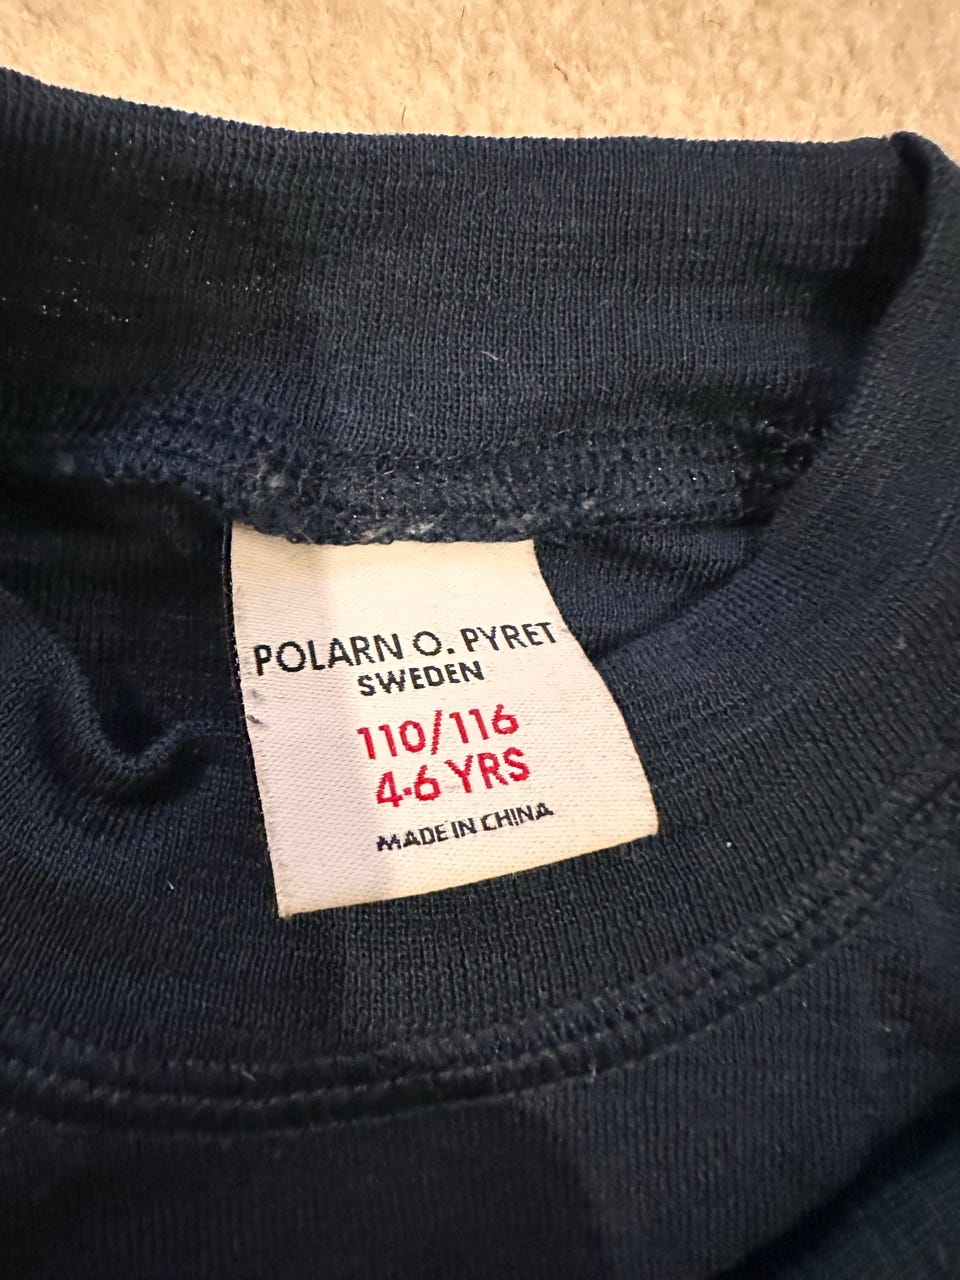 POLARN O. PYRET
SWEDEN
110/116
4-6 YRS
MADE IN CHINA